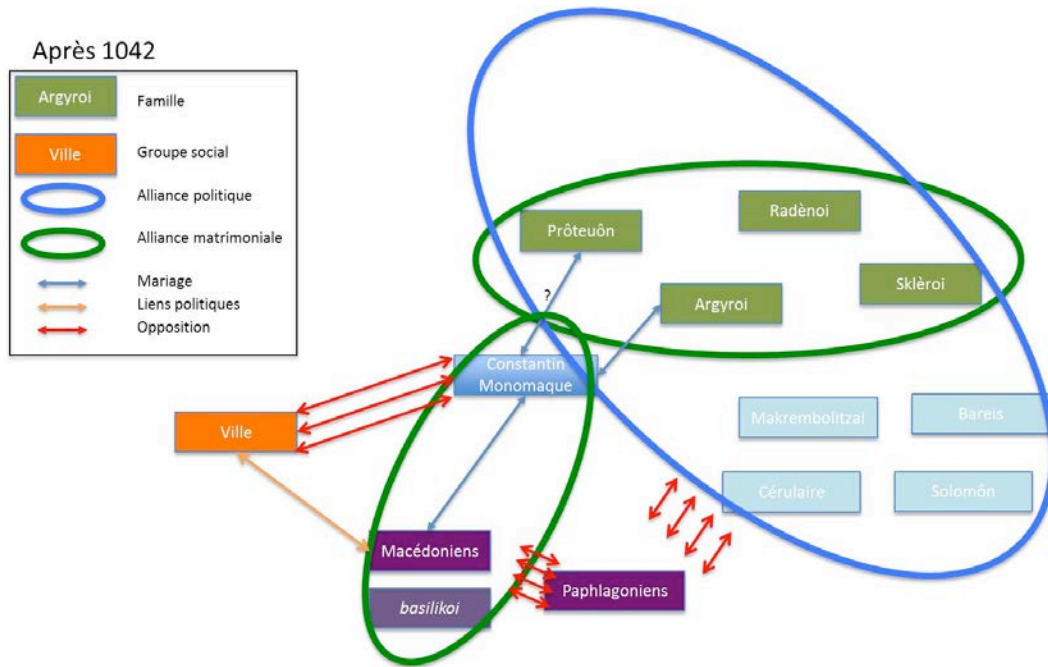 Après 1042
Argyroi
Famille
Ville
Groupe social
Alliance politique
Alliance matrimoniale
Mariage
Liens politiques
Opposition
Radènoi
Prôteuôn
Sklèroi
?
Argyroi
Constantin
Monomaque
Makrembolitzai
Bareis
Ville
Cérulaire
Solomôn
Macédoniens
Paphlagoniens
basilikoi